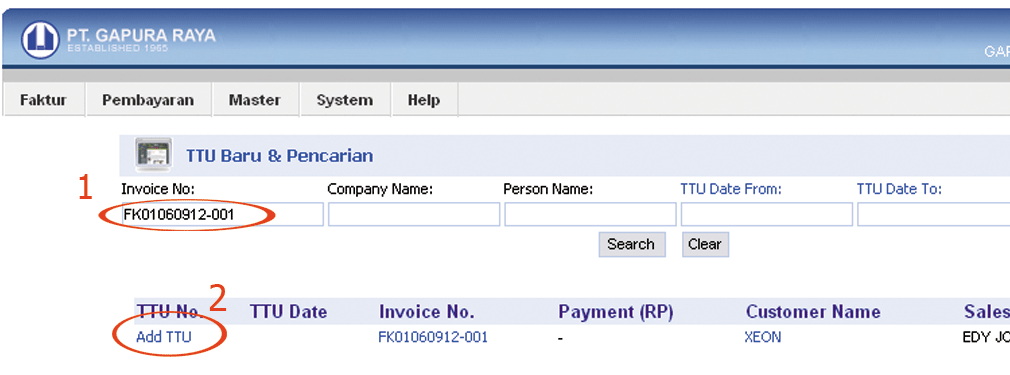 PT. GAPURA RAYA
ESTABLISHED 1965
GAP
Faktur Pembayaran Master System Help
TTU Baru & Pencarian
1
Invoice No: Company Name: Person Name: TTU Date From: TTU Date To:
FK01060912-001
Search Clear
2
TTU No. TTU Date Invoice No. Payment (RP) Customer Name Sales
Add TTU FK01060912-001 - XEON EDY JO